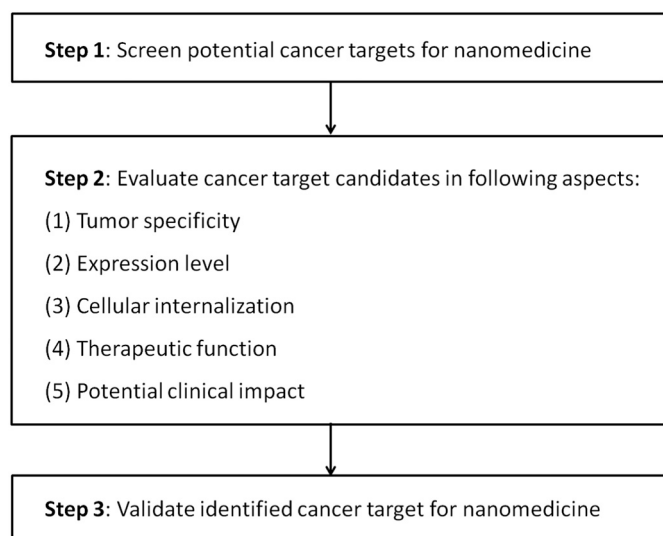 Step 1: Screen potential cancer targets for nanomedicine
Step 2: Evaluate cancer target candidates in following aspects:
(1) Tumor specificity
(2) Expression level
(3) Cellular internalization
(4) Therapeutic function
(5) Potential clinical impact
Step 3: Validate identified cancer target for nanomedicine